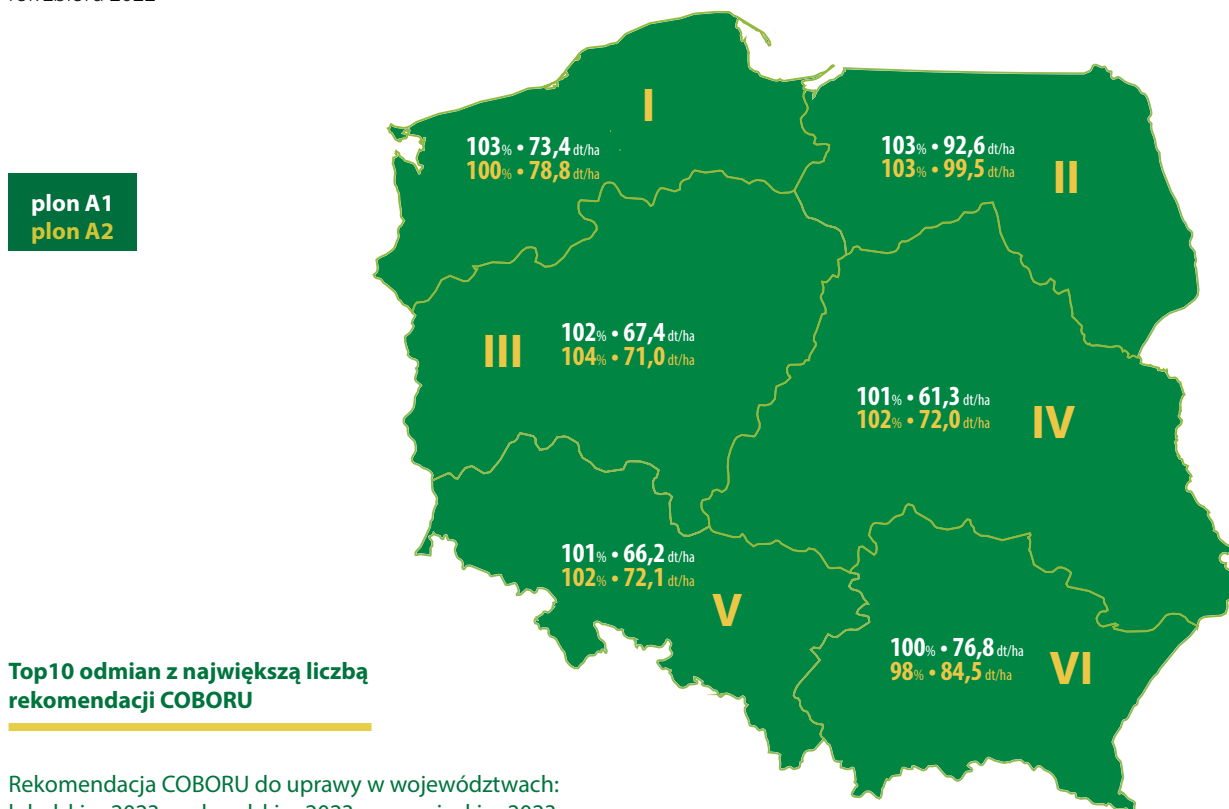 I
103% • 73,4 dt/ha
100% • 78,8 dt/ha
103% • 92,6 dt/ha
103% • 99,5 dt/ha
II
plon A1
plon A2
III
102% • 67,4 dt/ha
104% • 71,0 dt/ha
101% • 61,3 dt/ha
102% • 72,0 dt/ha
IV
101% • 66,2 dt/ha
102% • 72,1 dt/ha
V
100% • 76,8 dt/ha
98% • 84,5 dt/ha
VI
Top10 odmian z największą liczbą
rekomendacji COBORU
Rekomendacja COBORU do uprawy w województwach: